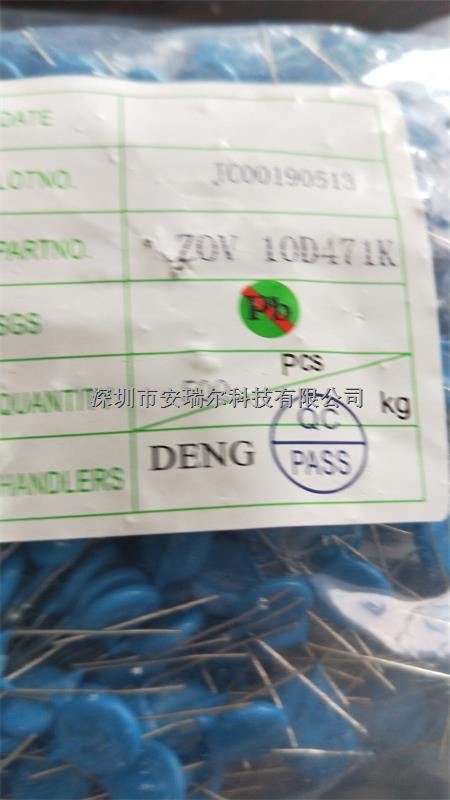 DATE
LOTNO. JC00190513
PARTNO. ZOV 10D471K
SGS Pb
pcs
QUANTITY 500 kg
深圳市安瑞尔科技有限公司
QC
HANDLERS DENG PASS